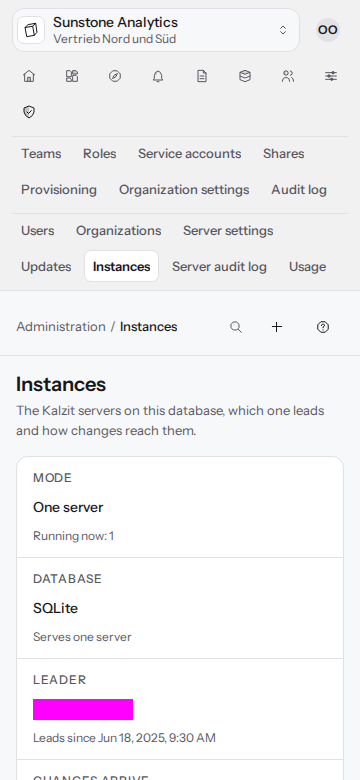 Sunstone Analytics
Vertrieb Nord und Süd
OO
Teams Roles Service accounts Shares
Provisioning Organization settings Audit log
Users Organizations Server settings
Updates Instances Server audit log Usage
Administration / Instances
Instances
The Kalzit servers on this database, which one leads
and how changes reach them.
MODE
One server
Running now: 1
DATABASE
SQLite
Serves one server
LEADER
Leads since Jun 18, 2025, 9:30 AM
CHANGES ARRIVE